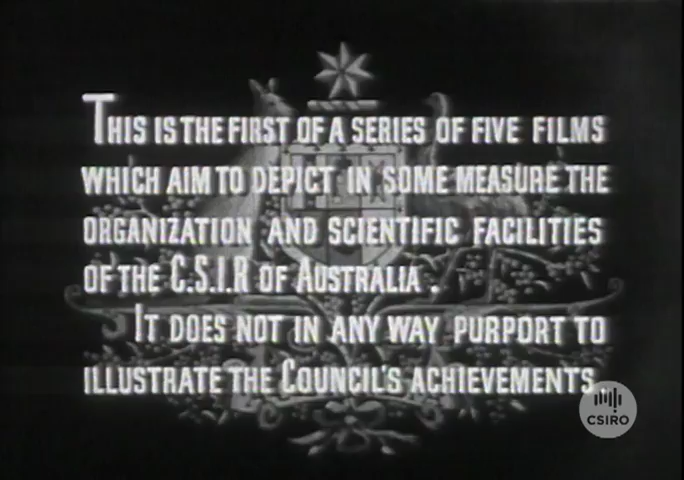 THIS IS THE FIRST OF A SERIES OF FIVE FILMS
WHICH AIM TO DEPICT IN SOME MEASURE THE
ORGANIZATION AND SCIENTIFIC FACILITIES
OF THE C.S.I.R OF AUSTRALIA.
IT DOES NOT IN ANY WAY PURPORT TO
ILLUSTRATE THE COUNCIL'S ACHIEVEMENTS.
CSIRO